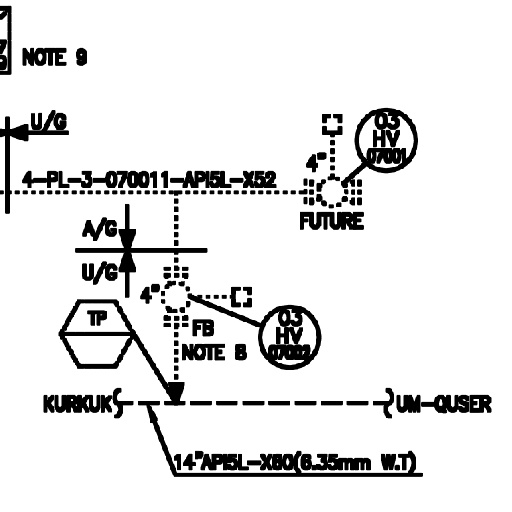 NOTE 9
U/G
03
HV
07001
4"
4-PL-3-070011-API5L-X52
FUTURE
A/G
U/G
4"
TP
FB
03
HV
07002
NOTE 8
KURKUK
UM-QUSER
14"API5L-X60(6.35mm W.T)